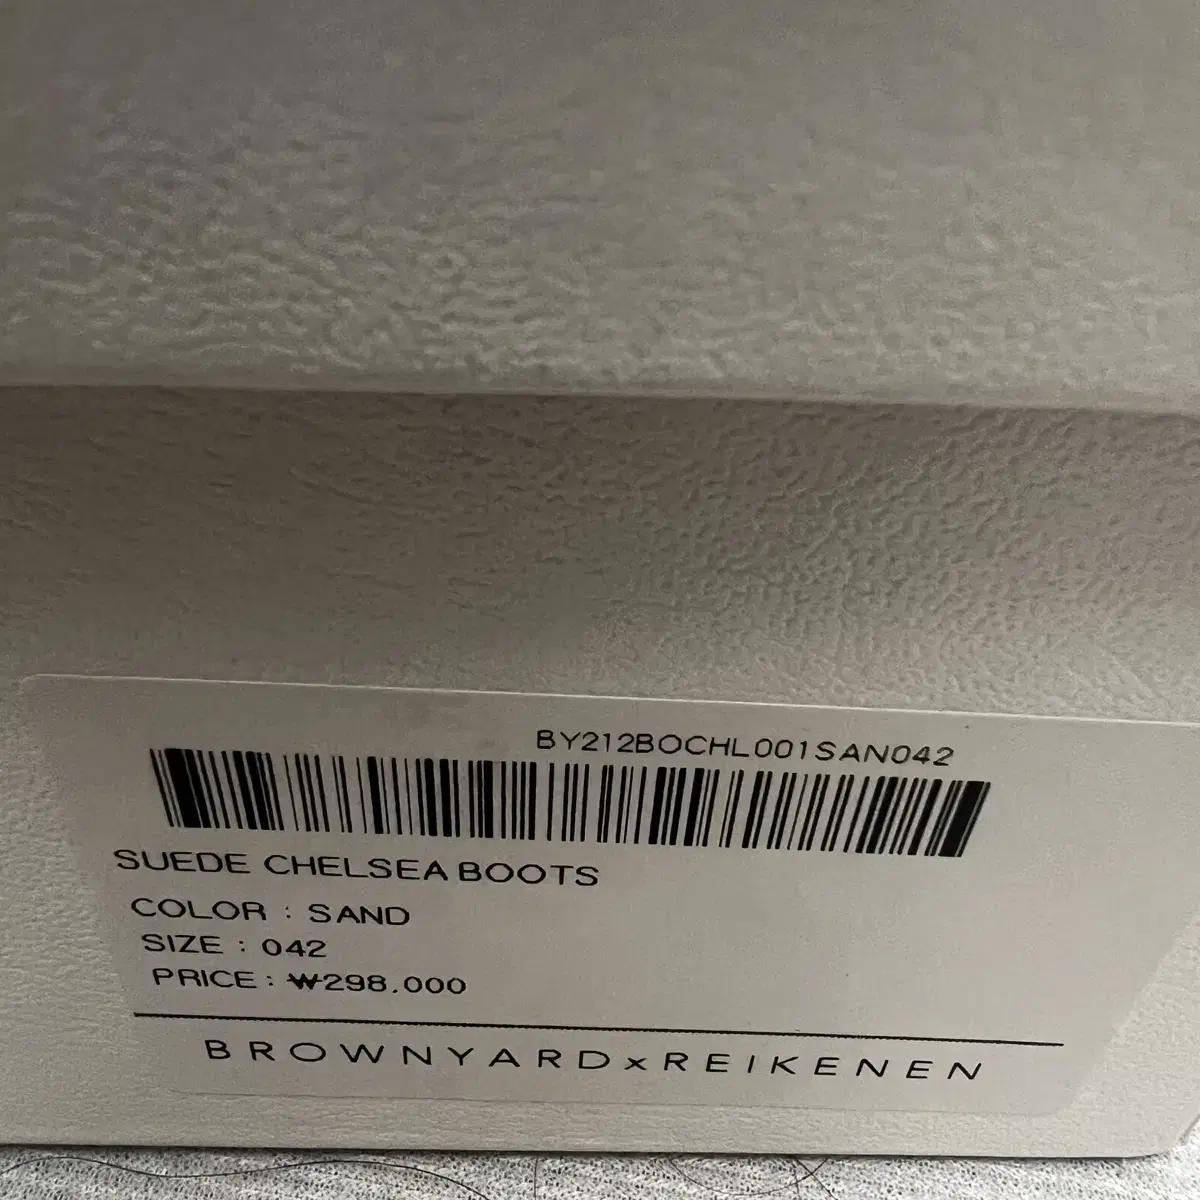 BY212BOCHL001SAN042
SUEDE CHELSEA BOOTS
COLOR : SAND
SIZE : 042
PRICE : ₩298.000
BROWNYARDxREIKENEN